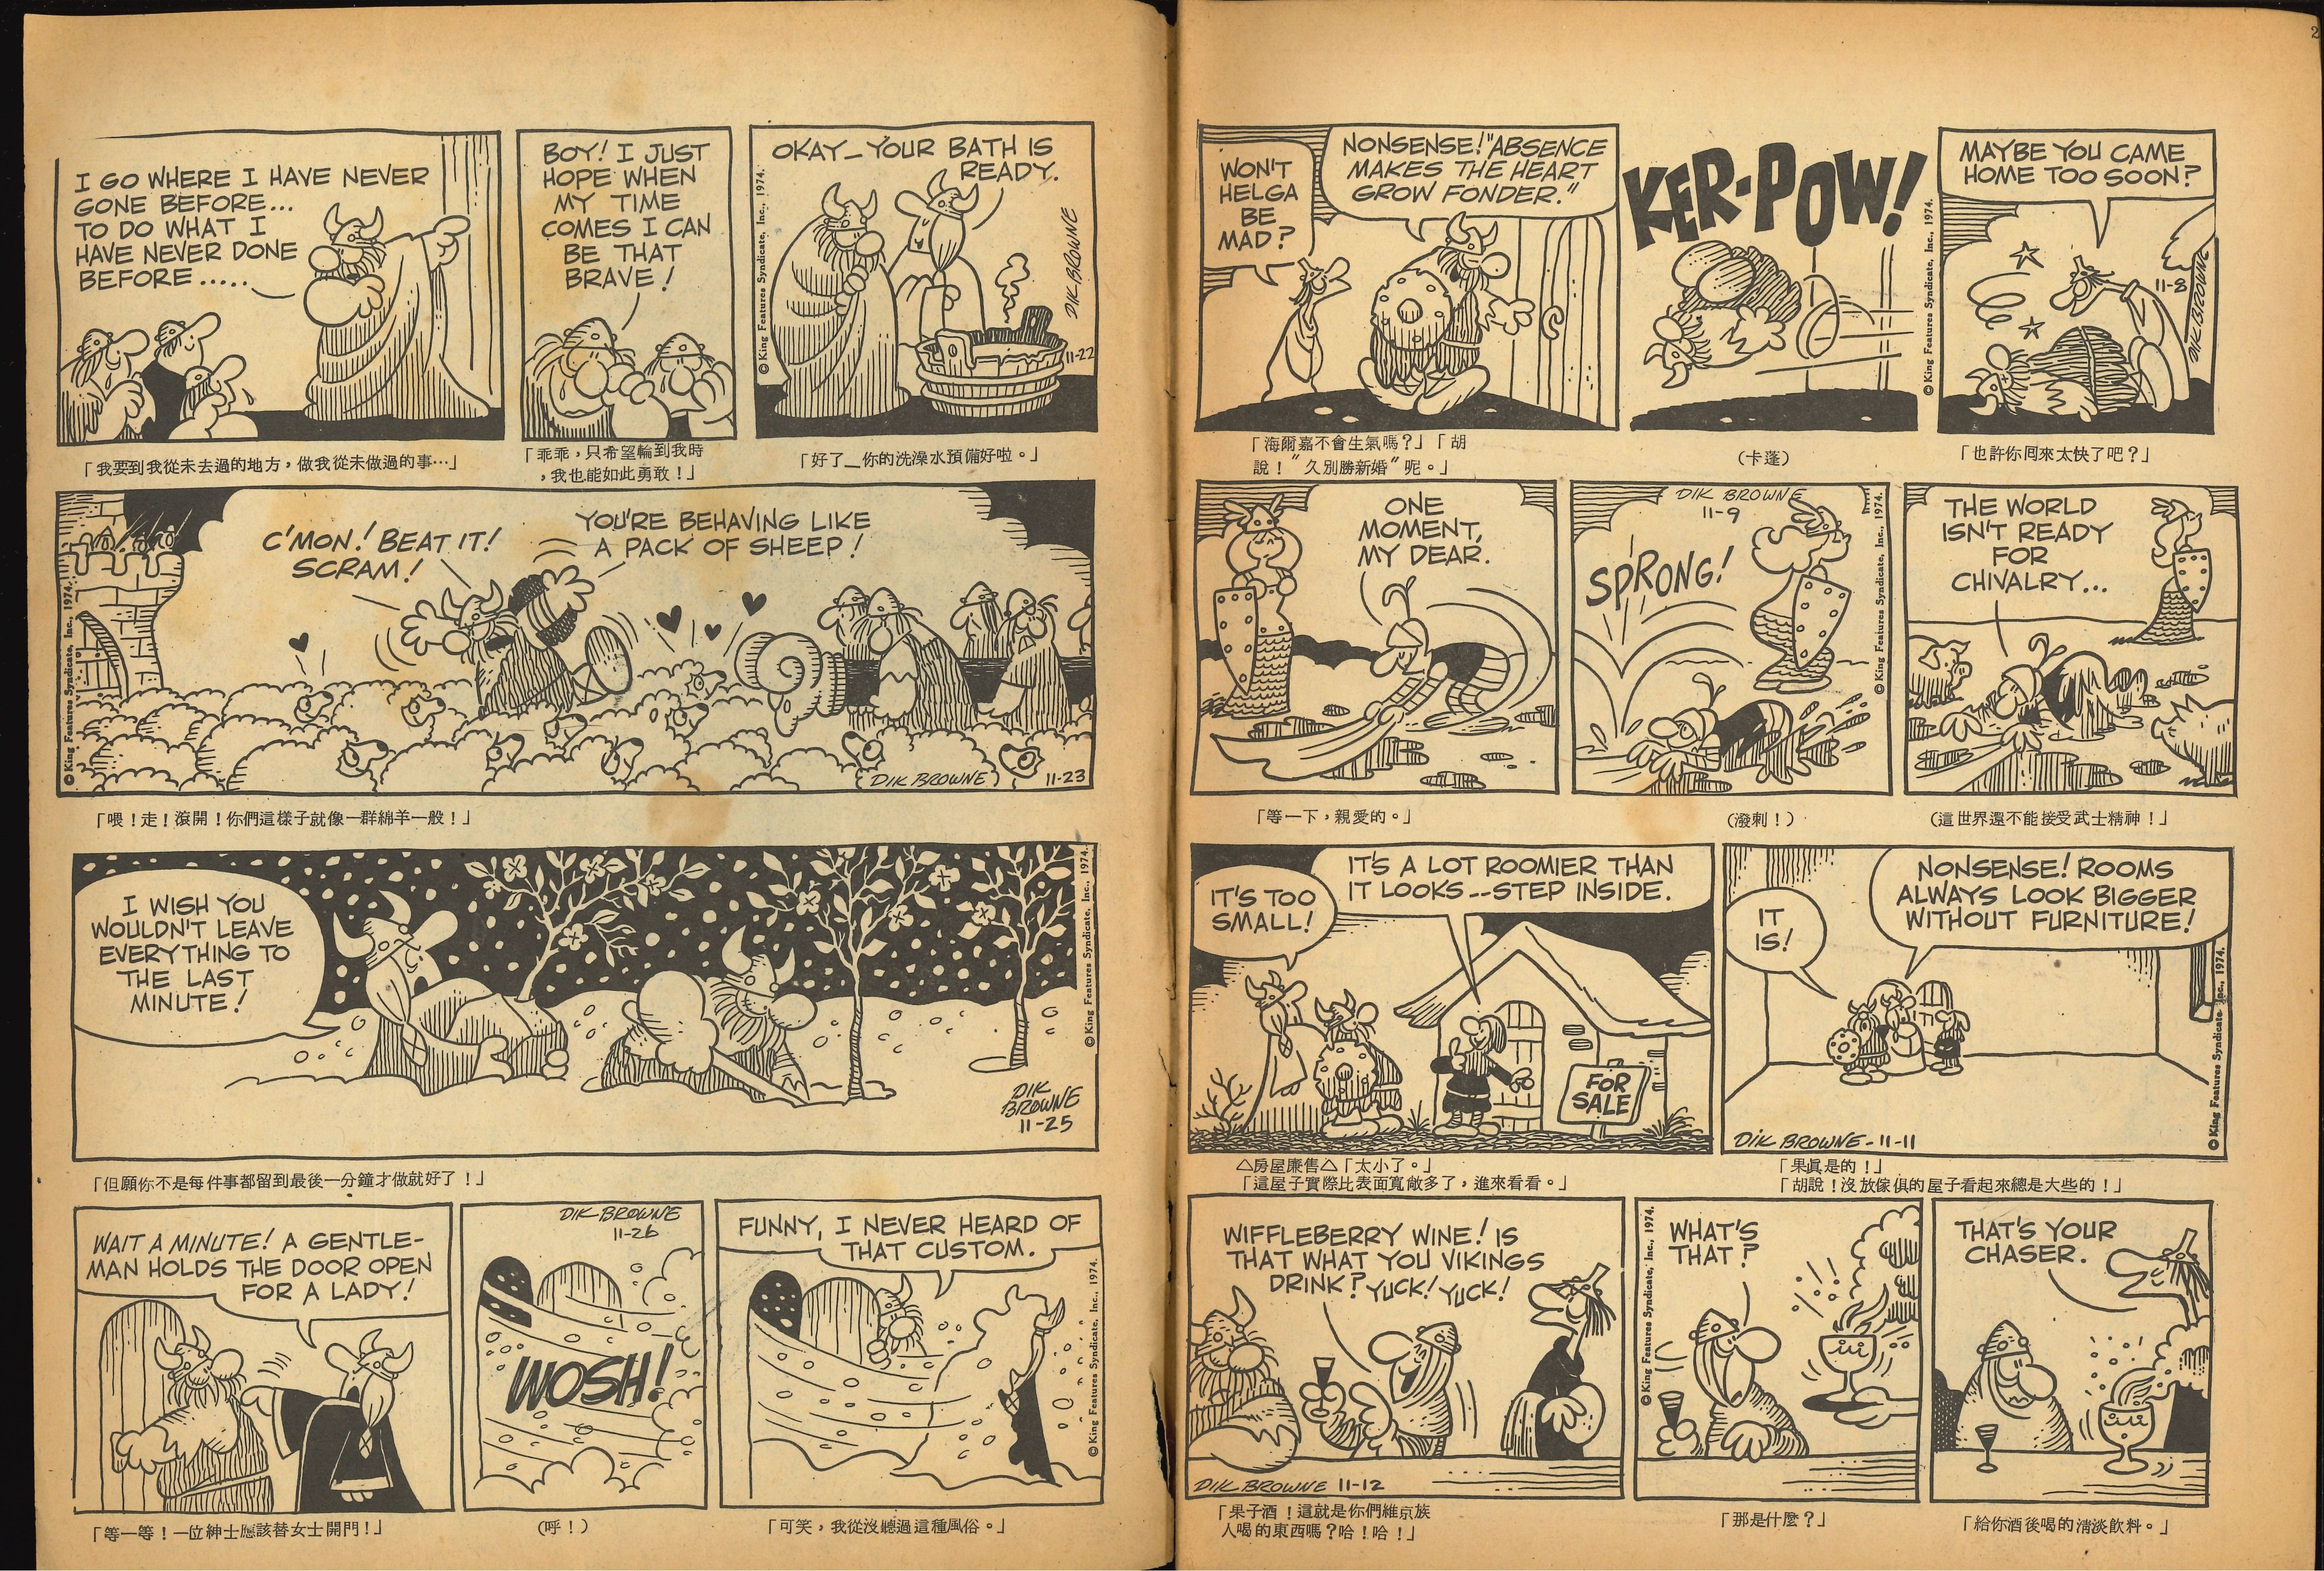 I GO WHERE I HAVE NEVER
GONE BEFORE...
TO DO WHAT I
HAVE NEVER DONE
BEFORE.....
BOY! I JUST
HOPE WHEN
MY TIME
COMES I CAN
BE THAT
BRAVE!
© King Features Syndicate, Inc., 1974.
OKAY_YOUR BATH IS
READY.
DIK BROWNE
11-22
「我要到我從未去過的地方，做我從未做過的事…」
「乖乖，只希望輪到我時
，我也能如此勇敢！」
「好了__你的洗澡水預備好啦。」
© King Features Syndicate, Inc., 1974.
C'MON! BEAT IT!
SCRAM!
YOU'RE BEHAVING LIKE
A PACK OF SHEEP!
DIK BROWNE
11-23
「喂！走！滾開！你們這樣子就像一群綿羊一般！」
I WISH YOU
WOULDN'T LEAVE
EVERYTHING TO
THE LAST
MINUTE!
© King Features Syndicate, Inc., 1974.
DIK
BROWNE
11-25
「但願你不是每件事都留到最後一分鐘才做就好了！」
WAIT A MINUTE! A GENTLE-
MAN HOLDS THE DOOR OPEN
FOR A LADY!
DIK BROWNE
11-26
WOSH!
FUNNY, I NEVER HEARD OF
THAT CUSTOM.
© King Features Syndicate, Inc., 1974.
「等一等！一位紳士應該替女士開門！」
（呼！）
「可笑，我從沒聽過這種風俗。」
2
WON'T
HELGA
BE
MAD?
NONSENSE! "ABSENCE
MAKES THE HEART
GROW FONDER."
KER-POW!
© King Features Syndicate, Inc., 1974.
MAYBE YOU CAME
HOME TOO SOON?
11-8
DIK BROWNE
「海爾嘉不會生氣嗎？」「胡
說！“久別勝新婚”呢。」
（卡蓬）
「也許你囘來太快了吧？」
ONE
MOMENT,
MY DEAR.
DIK BROWNE
11-9
SPRONG!
© King Features Syndicate, Inc., 1974.
THE WORLD
ISN'T READY
FOR
CHIVALRY...
「等一下，親愛的。」
（潑刺！）
（這世界還不能接受武士精神！」
IT'S TOO
SMALL!
IT'S A LOT ROOMIER THAN
IT LOOKS--STEP INSIDE.
FOR
SALE
IT
IS!
NONSENSE! ROOMS
ALWAYS LOOK BIGGER
WITHOUT FURNITURE!
DIK BROWNE-11-11
© King Features Syndicate Inc., 1974.
△房屋廉售△「太小了。」
「這屋子實際比表面寬敞多了，進來看看。」
「果眞是的！」
「胡說！沒放傢俱的屋子看起來總是大些的！」
WIFFLEBERRY WINE! IS
THAT WHAT YOU VIKINGS
DRINK? YUCK! YUCK!
DIK BROWNE 11-12
© King Features Syndicate, Inc., 1974.
WHAT'S
THAT?
THAT'S YOUR
CHASER.
「果子酒！這就是你們維京族
人喝的東西嗎？哈！哈！」
「那是什麼？」
「給你酒後喝的清淡飲料。」